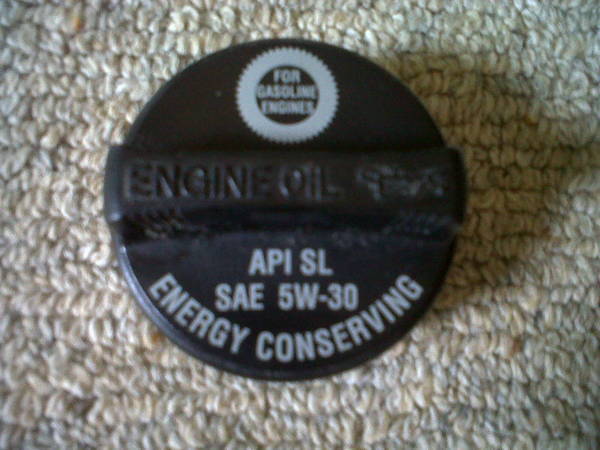 FOR
GASOLINE
ENGINES
ENGINE OiL
API SL
SAE 5W-30
ENERGY CONSERVING